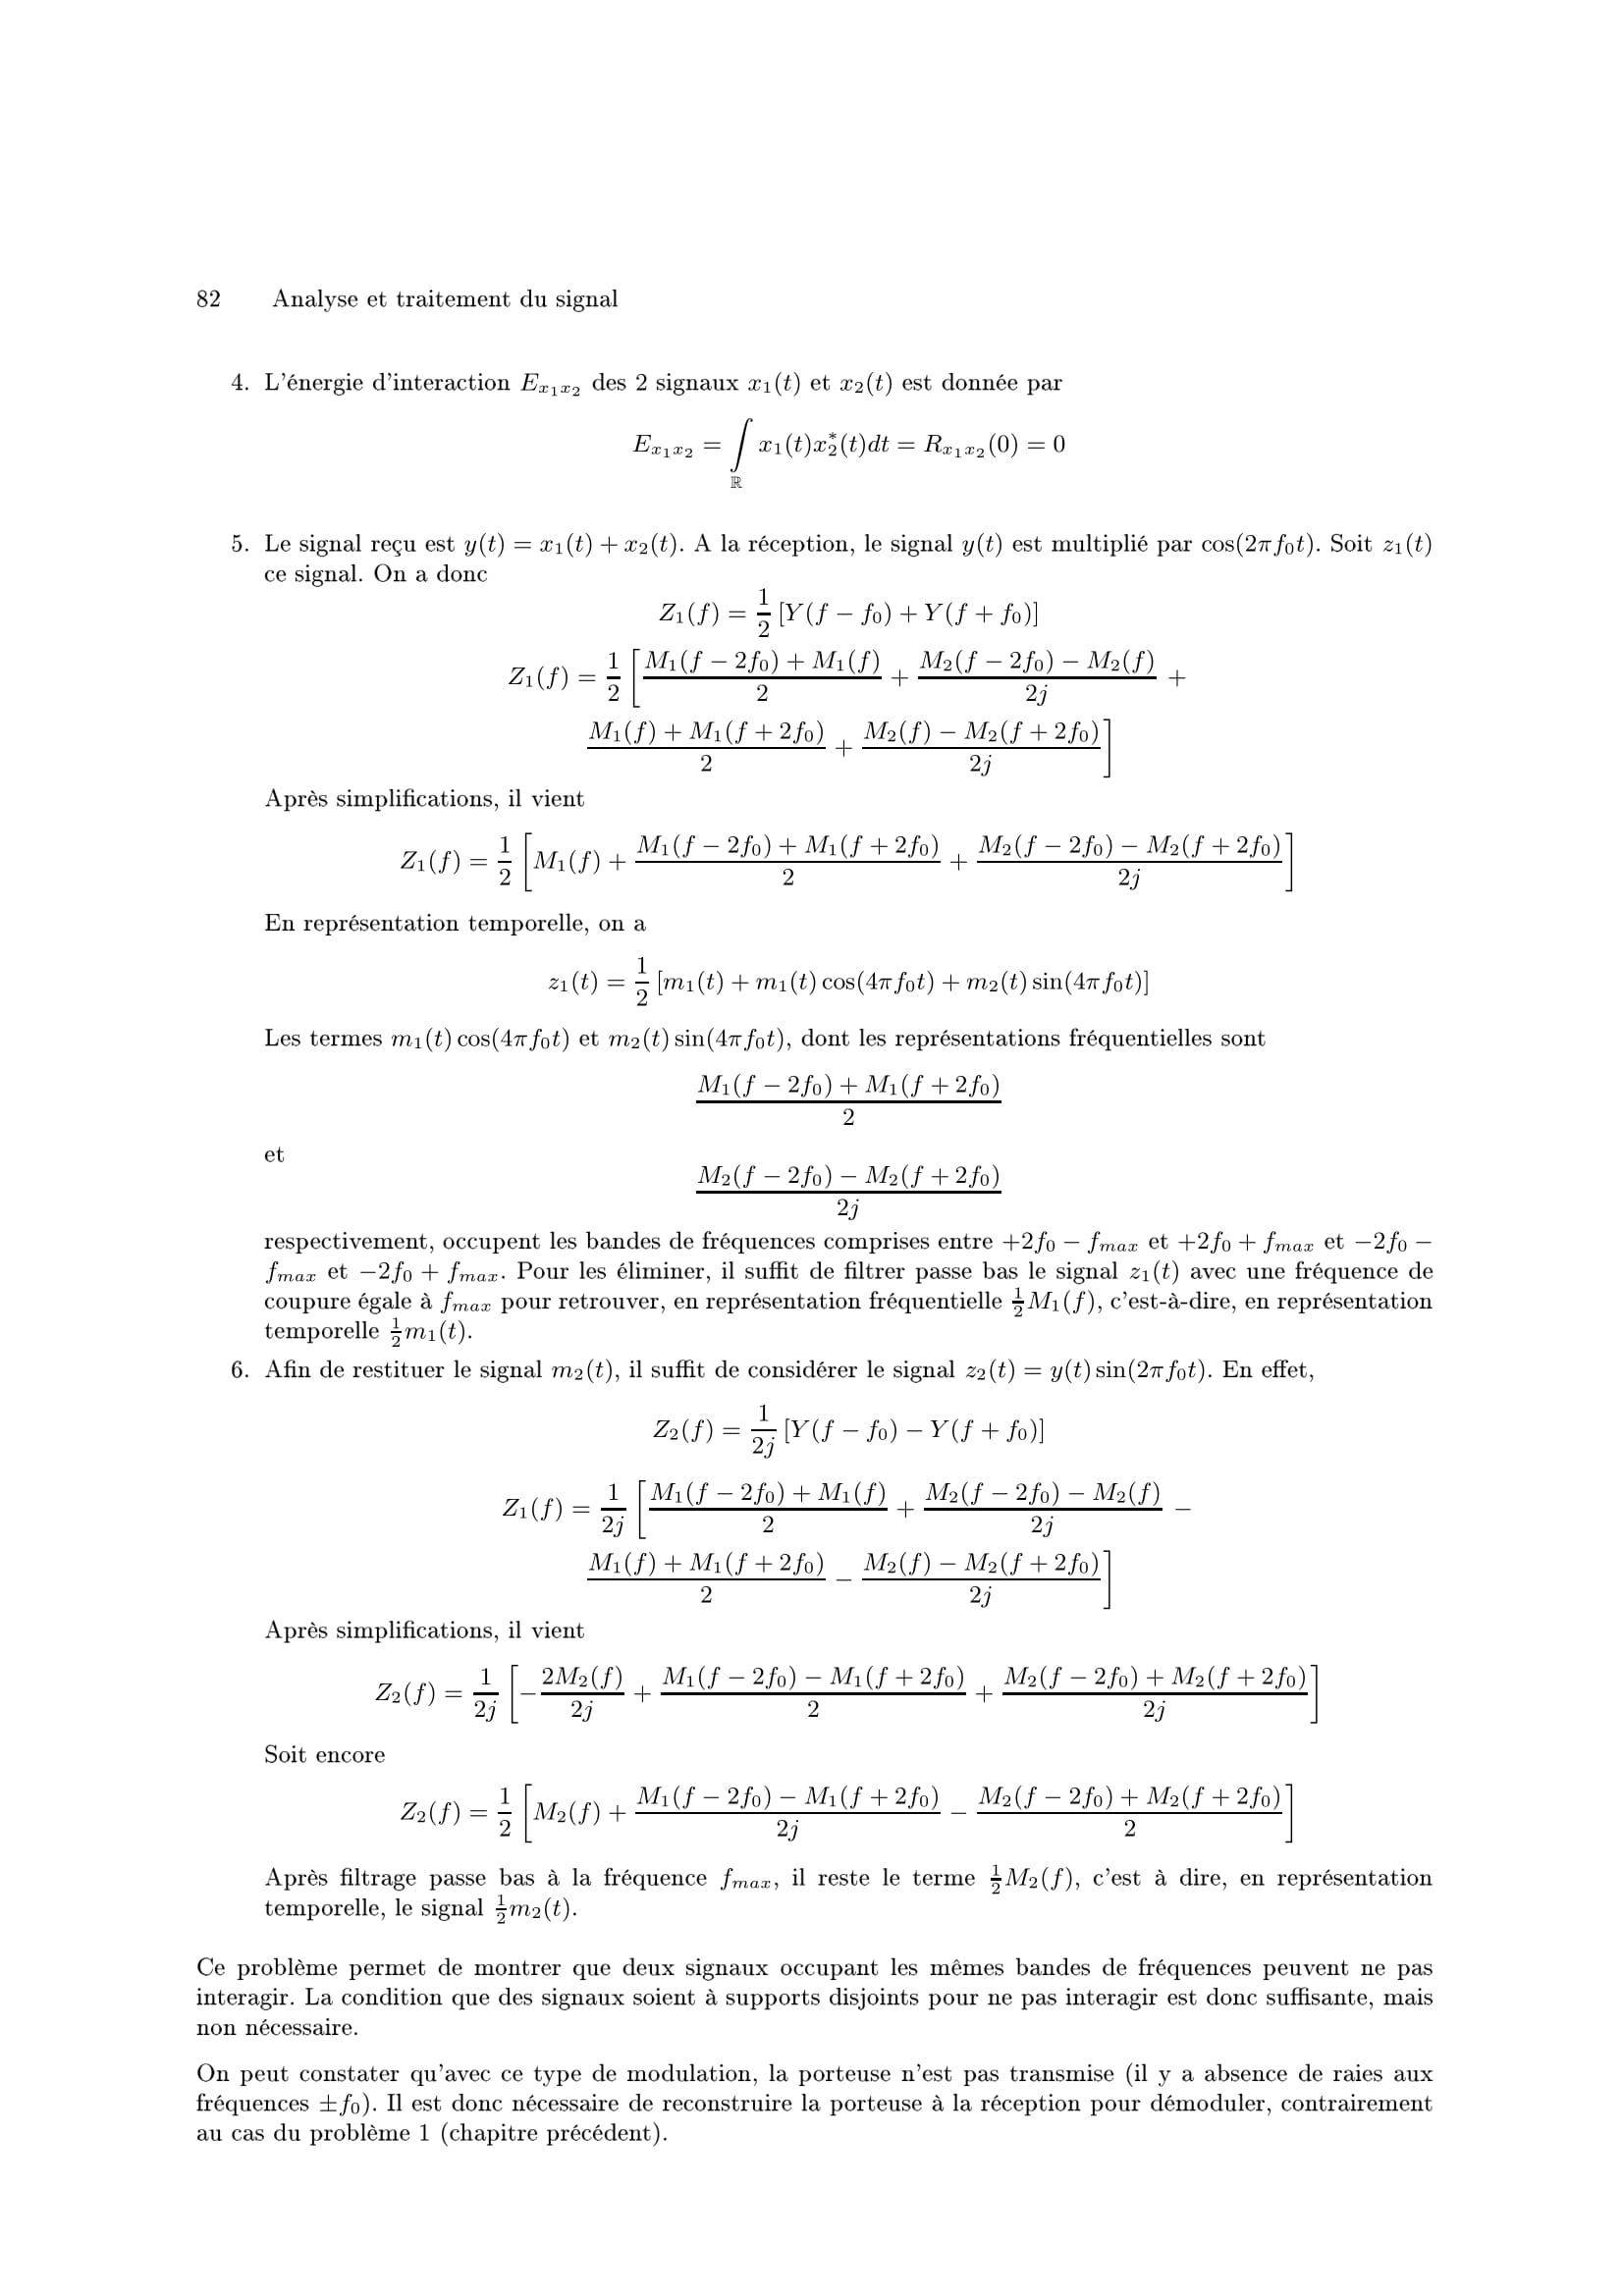 82 Analyse et traitement du signal
4. L'énergie d'interaction $E_{x_1x_2}$ des 2 signaux $x_1(t)$ et $x_2(t)$ est donnée par
$E_{x_1x_2} = \int_{\mathbb{R}} x_1(t)x_2^*(t)dt = R_{x_1x_2}(0) = 0$
5. Le signal reçu est $y(t) = x_1(t) + x_2(t)$. A la réception, le signal $y(t)$ est multiplié par $\cos(2\pi f_0 t)$. Soit $z_1(t)$
ce signal. On a donc
$Z_1(f) = \frac{1}{2}[Y(f - f_0) + Y(f + f_0)]$
$Z_1(f) = \frac{1}{2}\left[\frac{M_1(f - 2f_0) + M_1(f)}{2} + \frac{M_2(f - 2f_0) - M_2(f)}{2j} +\right.$
$\left.\frac{M_1(f) + M_1(f + 2f_0)}{2} + \frac{M_2(f) - M_2(f + 2f_0)}{2j}\right]$
Après simplifications, il vient
$Z_1(f) = \frac{1}{2}\left[M_1(f) + \frac{M_1(f - 2f_0) + M_1(f + 2f_0)}{2} + \frac{M_2(f - 2f_0) - M_2(f + 2f_0)}{2j}\right]$
En représentation temporelle, on a
$z_1(t) = \frac{1}{2}[m_1(t) + m_1(t)\cos(4\pi f_0 t) + m_2(t)\sin(4\pi f_0 t)]$
Les termes $m_1(t)\cos(4\pi f_0 t)$ et $m_2(t)\sin(4\pi f_0 t)$, dont les représentations fréquentielles sont
$\frac{M_1(f - 2f_0) + M_1(f + 2f_0)}{2}$
et
$\frac{M_2(f - 2f_0) - M_2(f + 2f_0)}{2j}$
respectivement, occupent les bandes de fréquences comprises entre $+2f_0 - f_{max}$ et $+2f_0 + f_{max}$ et $-2f_0 -$
$f_{max}$ et $-2f_0 + f_{max}$. Pour les éliminer, il suffit de filtrer passe bas le signal $z_1(t)$ avec une fréquence de
coupure égale à $f_{max}$ pour retrouver, en représentation fréquentielle $\frac{1}{2}M_1(f)$, c'est-à-dire, en représentation
temporelle $\frac{1}{2}m_1(t)$.
6. Afin de restituer le signal $m_2(t)$, il suffit de considérer le signal $z_2(t) = y(t)\sin(2\pi f_0 t)$. En effet,
$Z_2(f) = \frac{1}{2j}[Y(f - f_0) - Y(f + f_0)]$
$Z_1(f) = \frac{1}{2j}\left[\frac{M_1(f - 2f_0) + M_1(f)}{2} + \frac{M_2(f - 2f_0) - M_2(f)}{2j} -\right.$
$\left.\frac{M_1(f) + M_1(f + 2f_0)}{2} - \frac{M_2(f) - M_2(f + 2f_0)}{2j}\right]$
Après simplifications, il vient
$Z_2(f) = \frac{1}{2j}\left[-\frac{2M_2(f)}{2j} + \frac{M_1(f - 2f_0) - M_1(f + 2f_0)}{2} + \frac{M_2(f - 2f_0) + M_2(f + 2f_0)}{2j}\right]$
Soit encore
$Z_2(f) = \frac{1}{2}\left[M_2(f) + \frac{M_1(f - 2f_0) - M_1(f + 2f_0)}{2j} - \frac{M_2(f - 2f_0) + M_2(f + 2f_0)}{2}\right]$
Après filtrage passe bas à la fréquence $f_{max}$, il reste le terme $\frac{1}{2}M_2(f)$, c'est à dire, en représentation
temporelle, le signal $\frac{1}{2}m_2(t)$.
Ce problème permet de montrer que deux signaux occupant les mêmes bandes de fréquences peuvent ne pas
interagir. La condition que des signaux soient à supports disjoints pour ne pas interagir est donc suffisante, mais
non nécessaire.
On peut constater qu'avec ce type de modulation, la porteuse n'est pas transmise (il y a absence de raies aux
fréquences $\pm f_0$). Il est donc nécessaire de reconstruire la porteuse à la réception pour démoduler, contrairement
au cas du problème 1 (chapitre précédent).